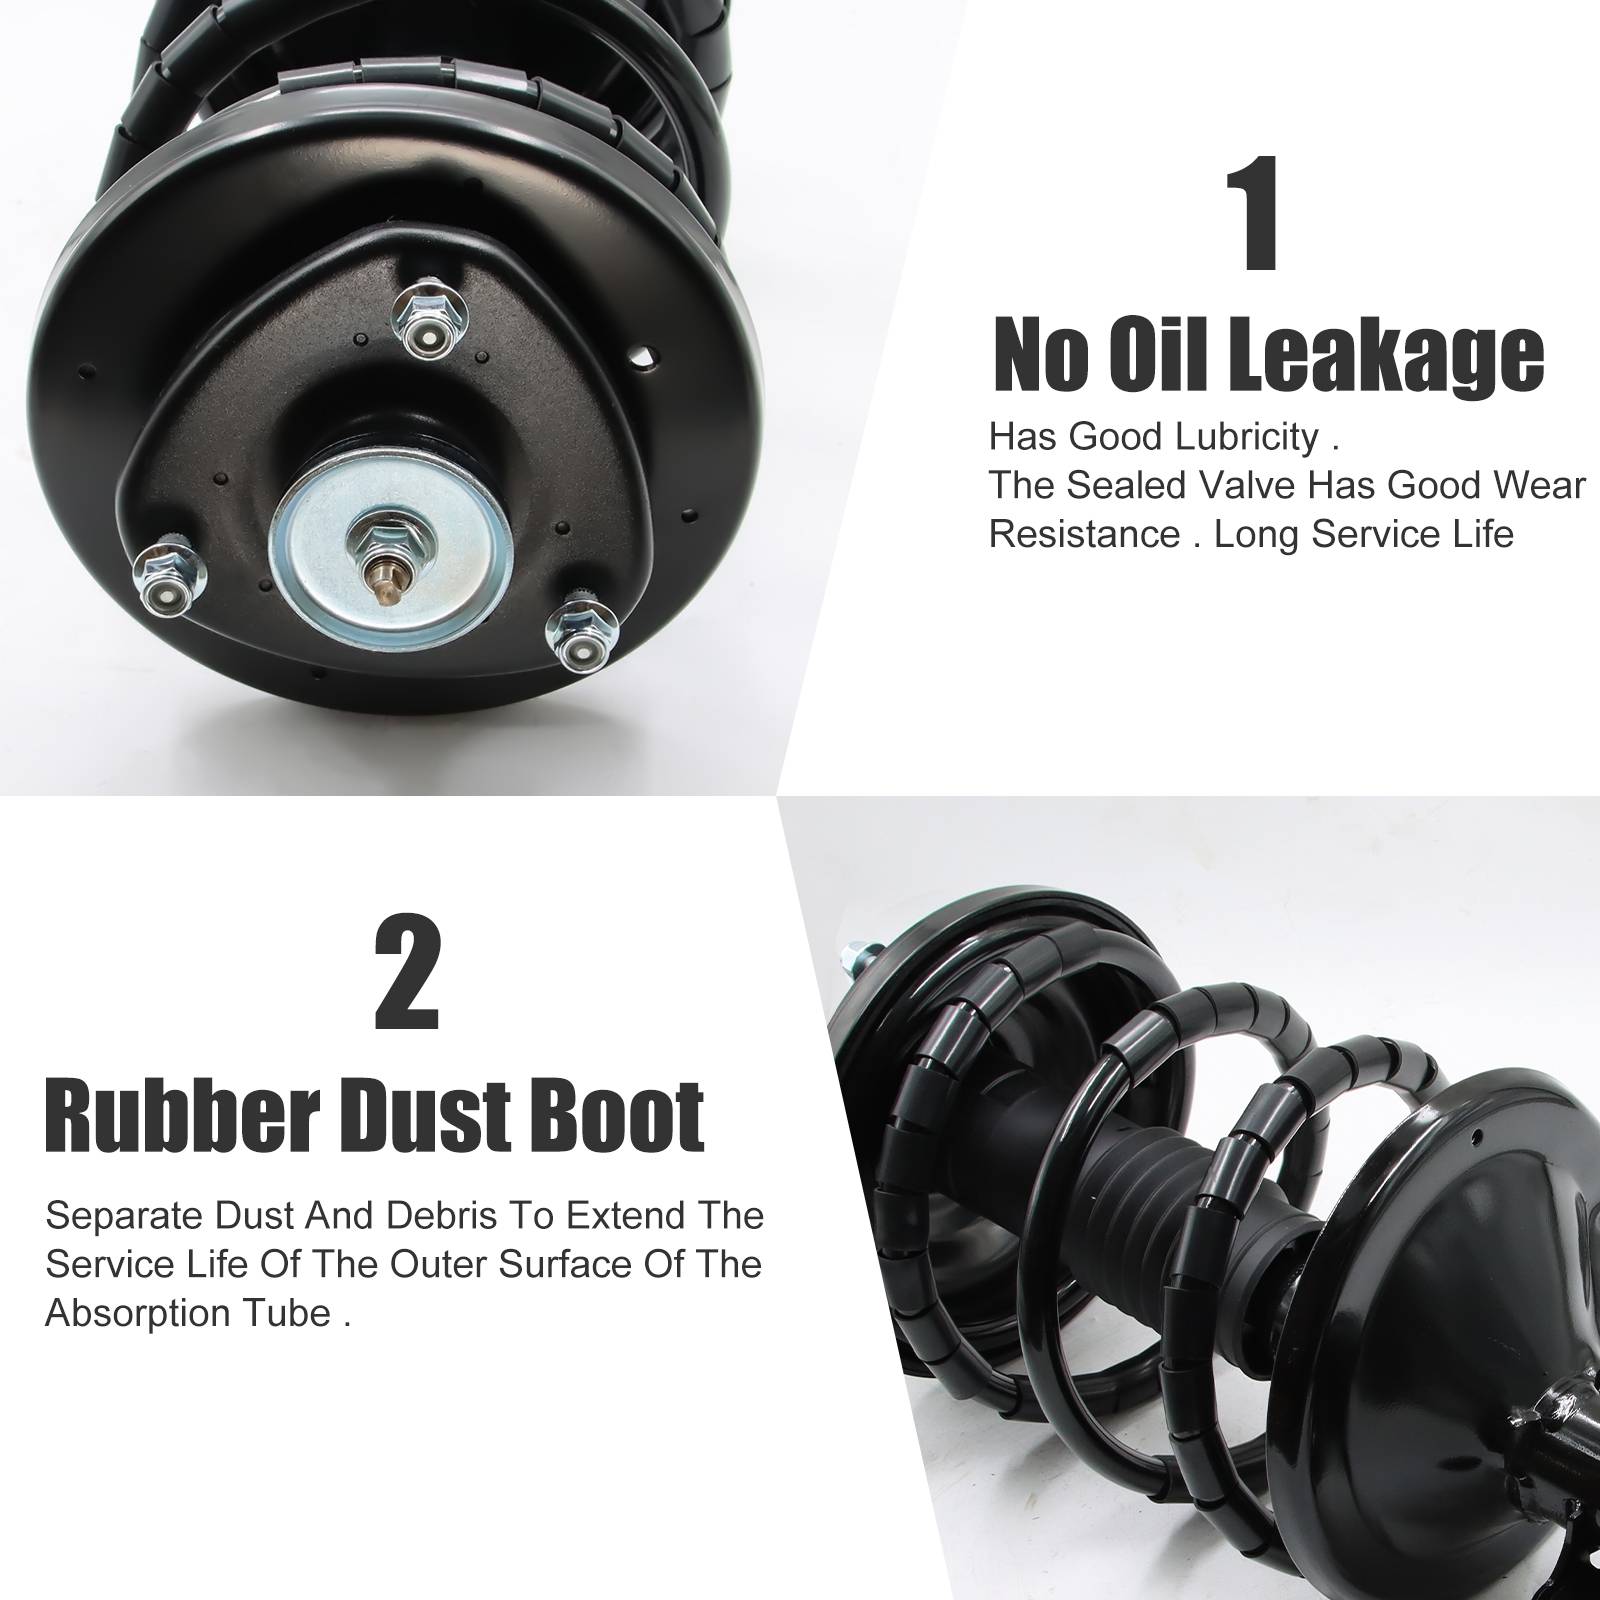 1
No Oil Leakage
Has Good Lubricity .
The Sealed Valve Has Good Wear
Resistance . Long Service Life
2
Rubber Dust Boot
Separate Dust And Debris To Extend The
Service Life Of The Outer Surface Of The
Absorption Tube .